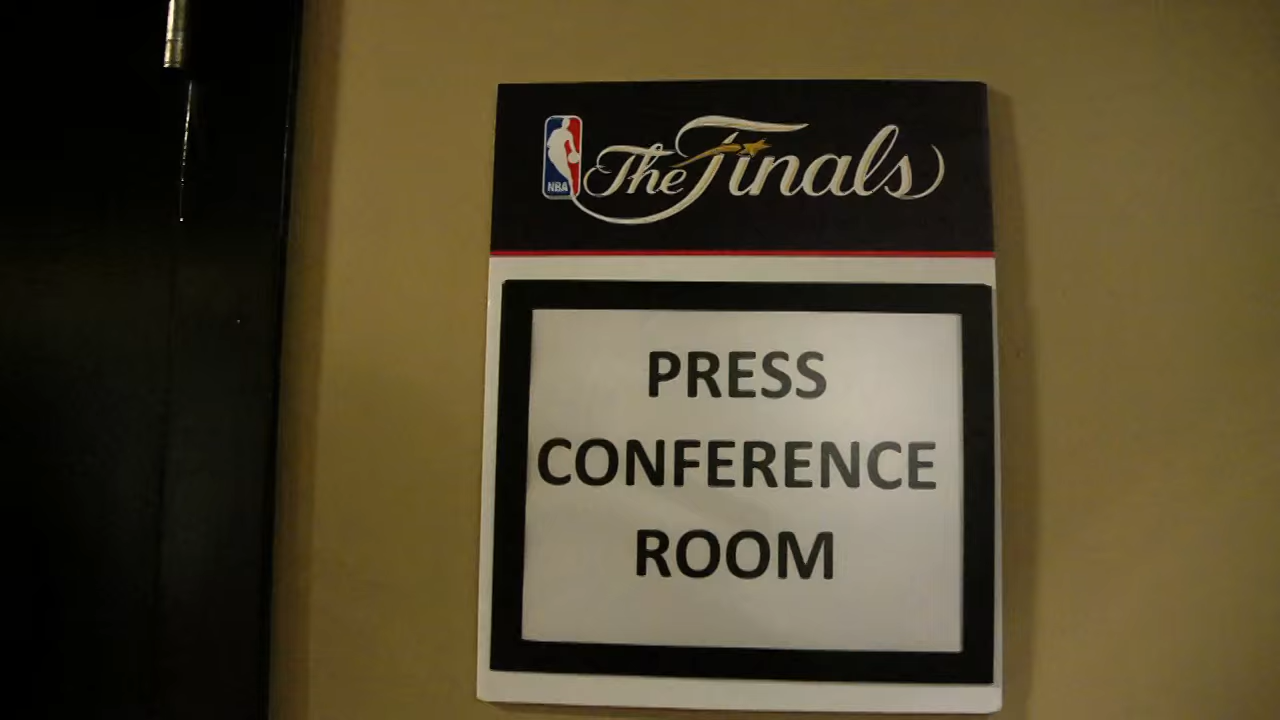 NBA
The Finals
PRESS
CONFERENCE
ROOM